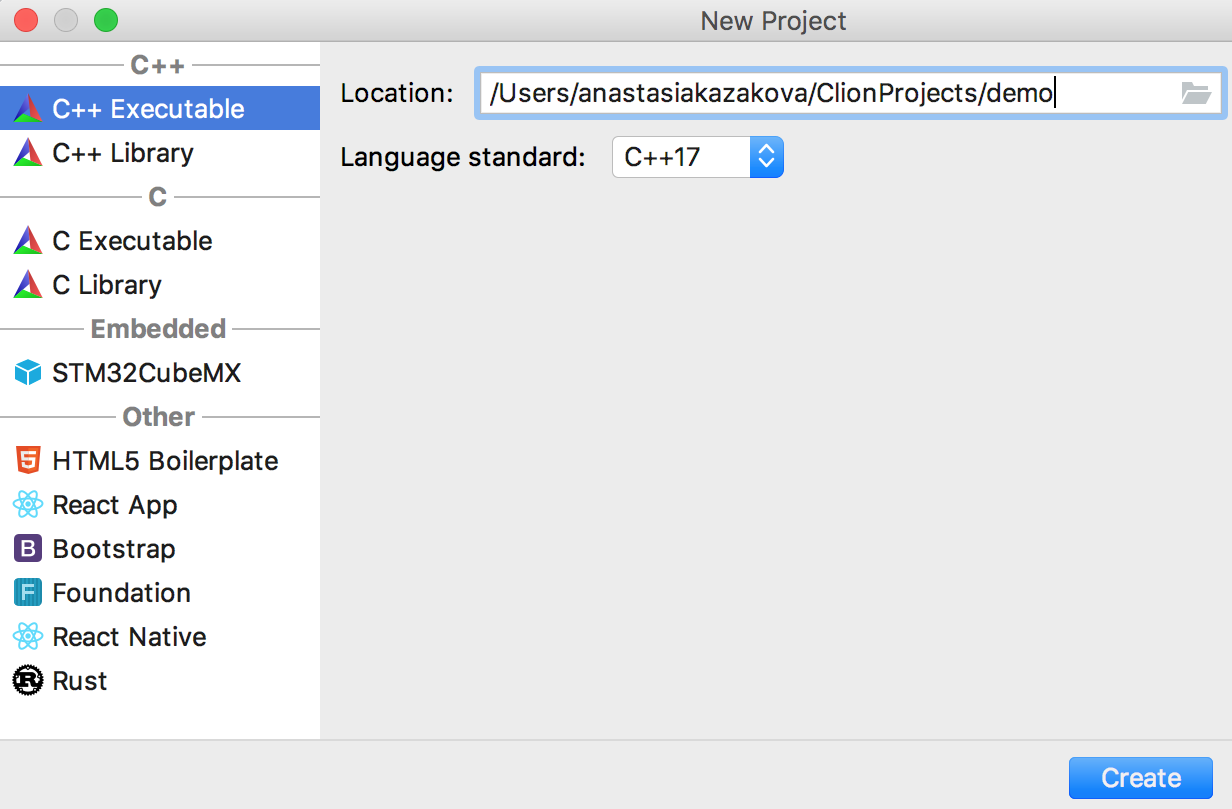 New Project
C++
C++ Executable
C++ Library
C
C Executable
C Library
Embedded
STM32CubeMX
Other
HTML5 Boilerplate
React App
B Bootstrap
F Foundation
React Native
R Rust
Location: /Users/anastasiakazakova/ClionProjects/demo
Language standard: C++17
Create